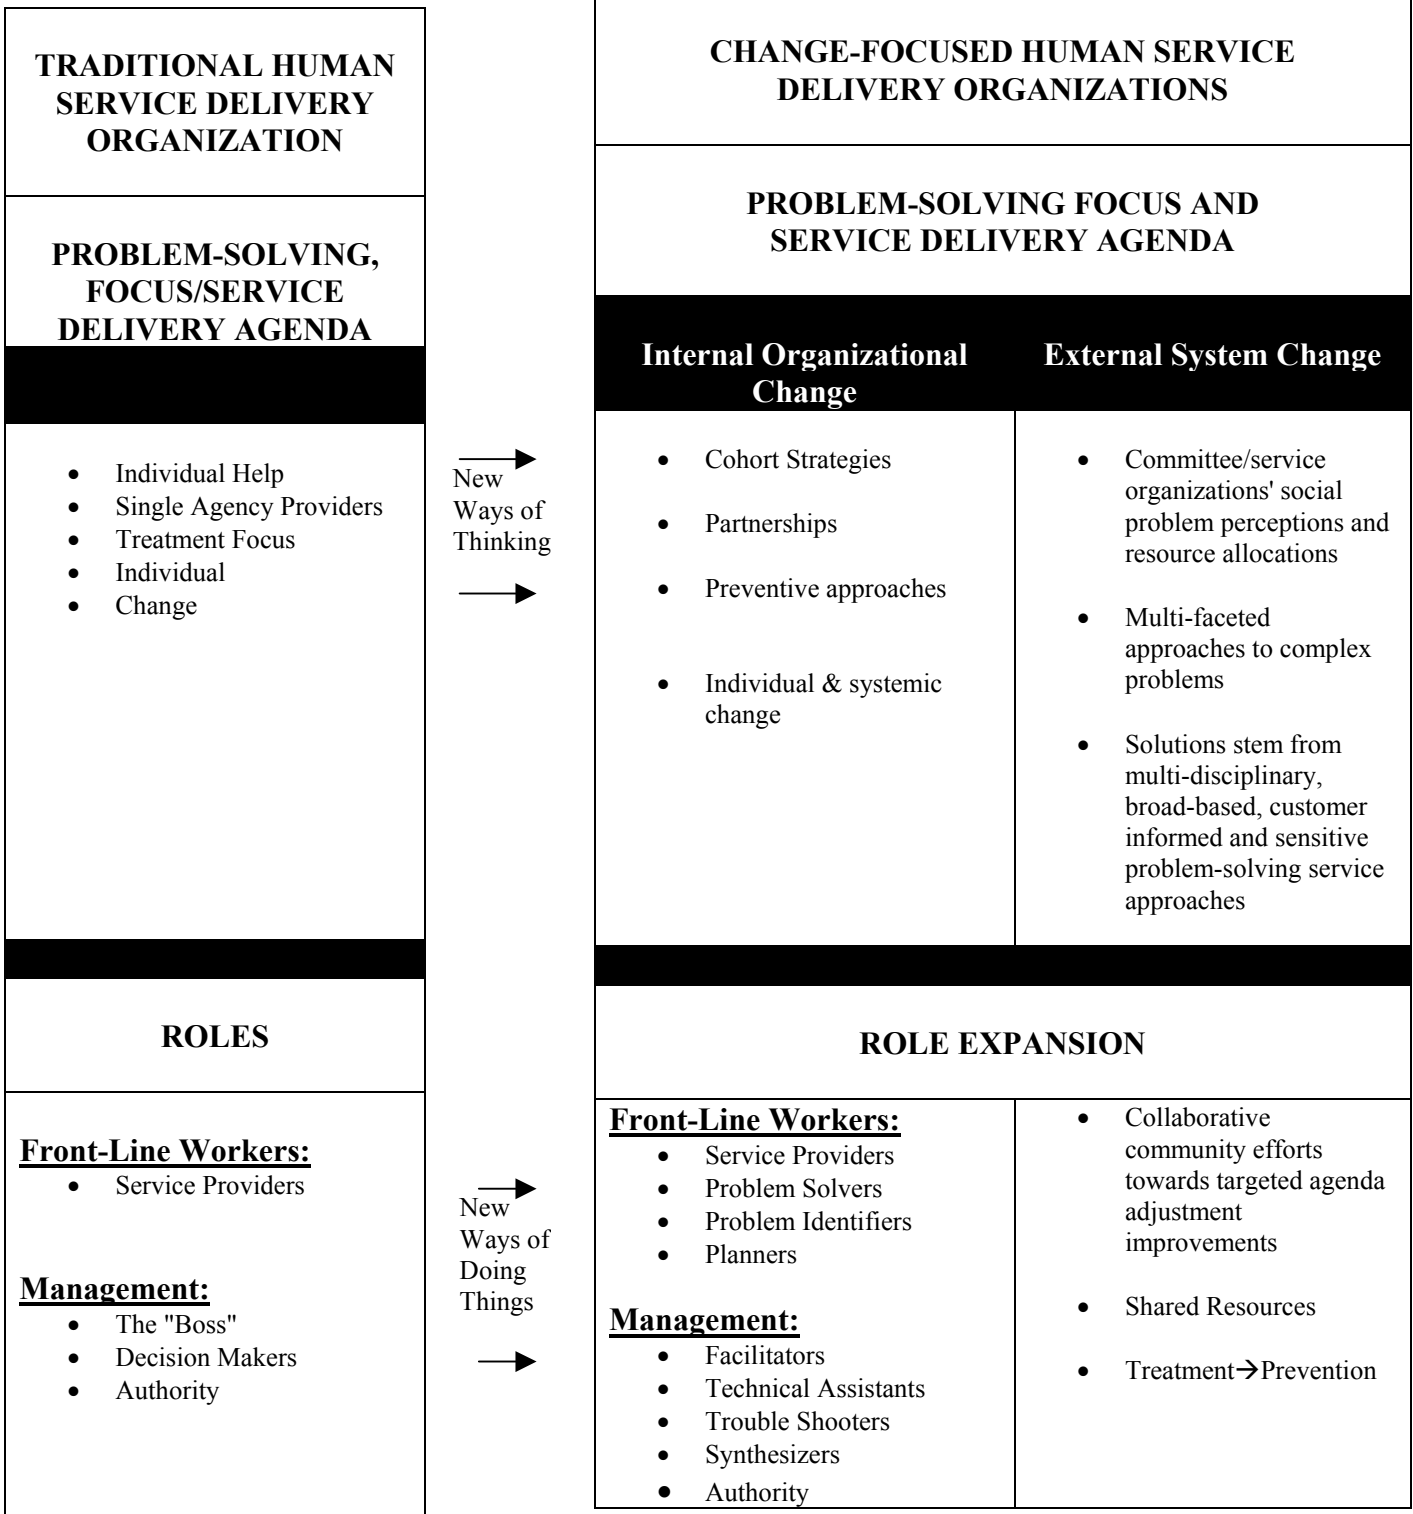 TRADITIONAL HUMAN
SERVICE DELIVERY
ORGANIZATION
PROBLEM-SOLVING,
FOCUS/SERVICE
DELIVERY AGENDA
• Individual Help
• Single Agency Providers
• Treatment Focus
• Individual
• Change
ROLES
Front-Line Workers:
• Service Providers
Management:
• The "Boss"
• Decision Makers
• Authority
New
Ways of
Thinking
New
Ways of
Doing
Things
CHANGE-FOCUSED HUMAN SERVICE
DELIVERY ORGANIZATIONS
PROBLEM-SOLVING FOCUS AND
SERVICE DELIVERY AGENDA
Internal Organizational
Change
• Cohort Strategies
• Partnerships
• Preventive approaches
• Individual & systemic
change
External System Change
• Committee/service
organizations' social
problem perceptions and
resource allocations
• Multi-faceted
approaches to complex
problems
• Solutions stem from
multi-disciplinary,
broad-based, customer
informed and sensitive
problem-solving service
approaches
ROLE EXPANSION
Front-Line Workers:
• Service Providers
• Problem Solvers
• Problem Identifiers
• Planners
Management:
• Facilitators
• Technical Assistants
• Trouble Shooters
• Synthesizers
• Authority
• Collaborative
community efforts
towards targeted agenda
adjustment
improvements
• Shared Resources
• Treatment→Prevention